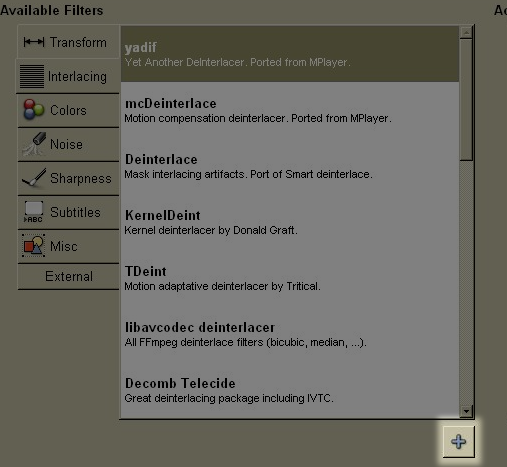 Available Filters
Transform
Interlacing
Colors
Noise
Sharpness
Subtitles
Misc
External
yadif
Yet Another DeInterlacer. Ported from MPlayer.
mcDeinterlace
Motion compensation deinterlacer. Ported from MPlayer.
Deinterlace
Mask interlacing artifacts. Port of Smart deinterlace.
KernelDeint
Kernel deinterlacer by Donald Graft.
TDeint
Motion adaptative deinterlacer by Tritical.
libavcodec deinterlacer
All FFmpeg deinterlace filters (bicubic, median, ...).
Decomb Telecide
Great deinterlacing package including IVTC.